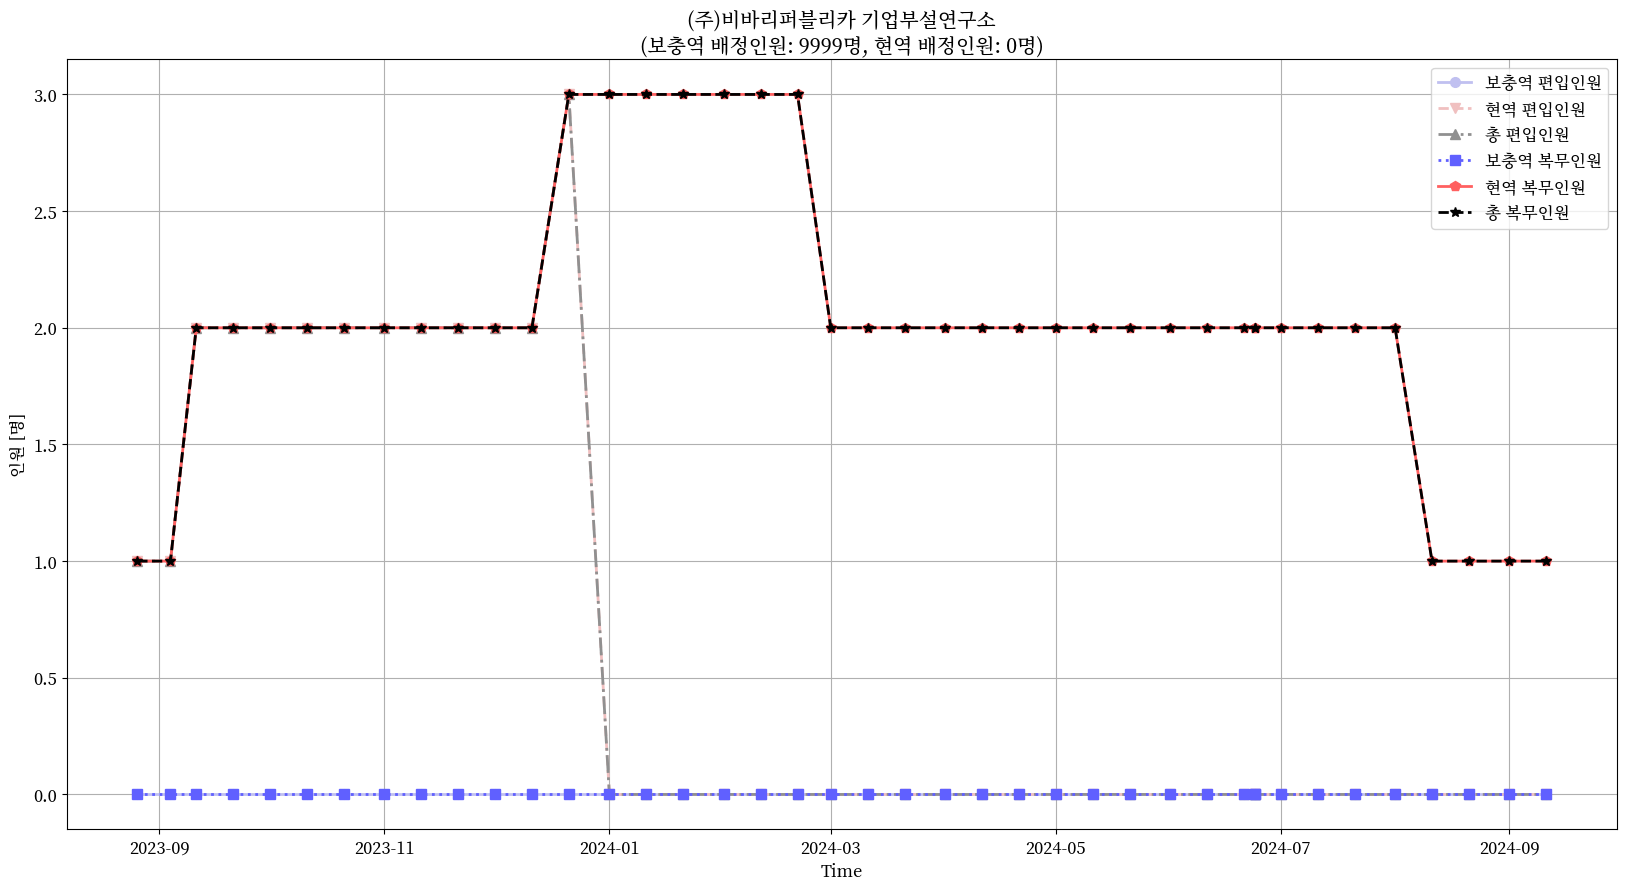 (주)비바리퍼블리카 기업부설연구소
(보충역 배정인원: 9999명, 현역 배정인원: 0명)
보충역 편입인원
현역 편입인원
총 편입인원
보충역 복무인원
현역 복무인원
총 복무인원
인원 [명]
3.0
2.5
2.0
1.5
1.0
0.5
0.0
2023-09
2023-11
2024-01
2024-03
2024-05
2024-07
2024-09
Time